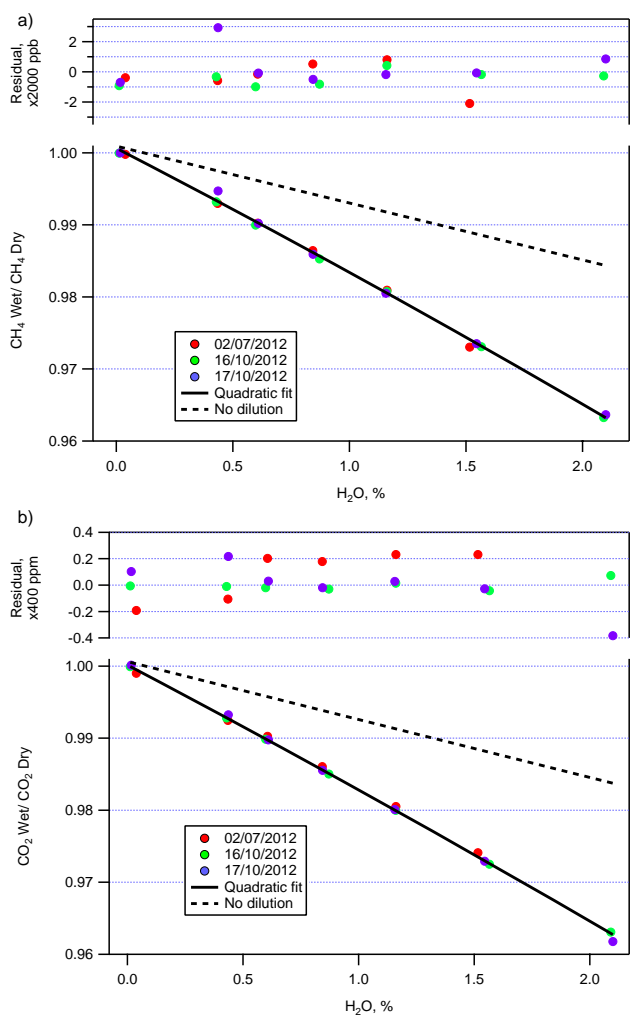 a)
Residual,
x2000 ppb
2
0
-2
1.00
0.99
0.98
0.97
0.96
CH4 Wet/ CH4 Dry
02/07/2012
16/10/2012
17/10/2012
Quadratic fit
No dilution
0.0 0.5 1.0 1.5 2.0
H2O, %
b)
Residual,
x400 ppm
0.4
0.2
0.0
-0.2
-0.4
1.00
0.99
0.98
0.97
0.96
CO2 Wet/ CO2 Dry
02/07/2012
16/10/2012
17/10/2012
Quadratic fit
No dilution
0.0 0.5 1.0 1.5 2.0
H2O, %